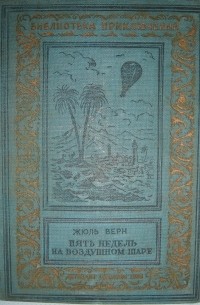 БИБЛИОТЕКА ПРИКЛЮЧЕНИЙ
ЖЮЛЬ ВЕРН
ПЯТЬ НЕДЕЛЬ
НА ВОЗДУШНОМ ШАРЕ